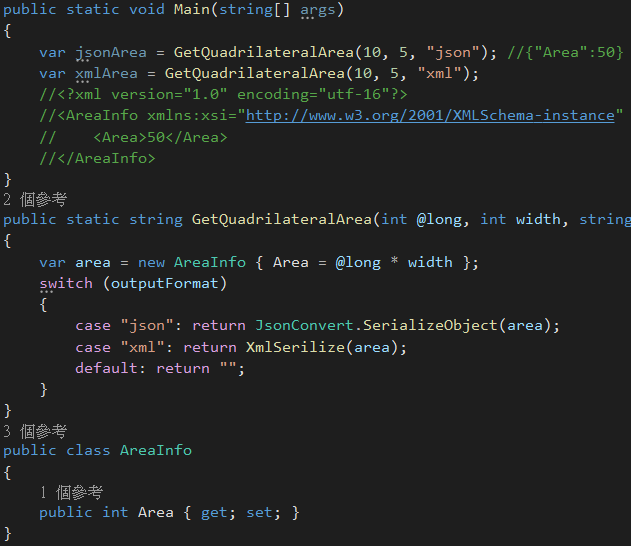 public static void Main(string[] args)
{
    var jsonArea = GetQuadrilateralArea(10, 5, "json"); //{"Area":50}
    var xmlArea = GetQuadrilateralArea(10, 5, "xml");
    //<?xml version="1.0" encoding="utf-16"?>
    //<AreaInfo xmlns:xsi="http://www.w3.org/2001/XMLSchema-instance"
    //    <Area>50</Area>
    //</AreaInfo>
}
2 個參考
public static string GetQuadrilateralArea(int @long, int width, string
{
    var area = new AreaInfo { Area = @long * width };
    switch (outputFormat)
    {
        case "json": return JsonConvert.SerializeObject(area);
        case "xml": return XmlSerilize(area);
        default: return "";
    }
}
3 個參考
public class AreaInfo
{
    1 個參考
    public int Area { get; set; }
}